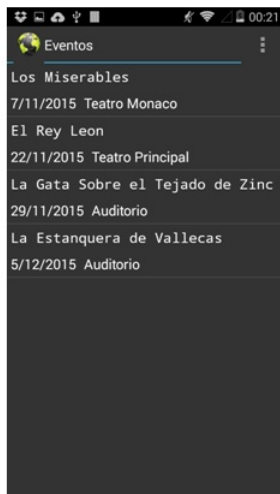 00:21
Eventos
Los Miserables
7/11/2015 Teatro Monaco
El Rey Leon
22/11/2015 Teatro Principal
La Gata Sobre el Tejado de Zinc
29/11/2015 Auditorio
La Estanquera de Vallecas
5/12/2015 Auditorio